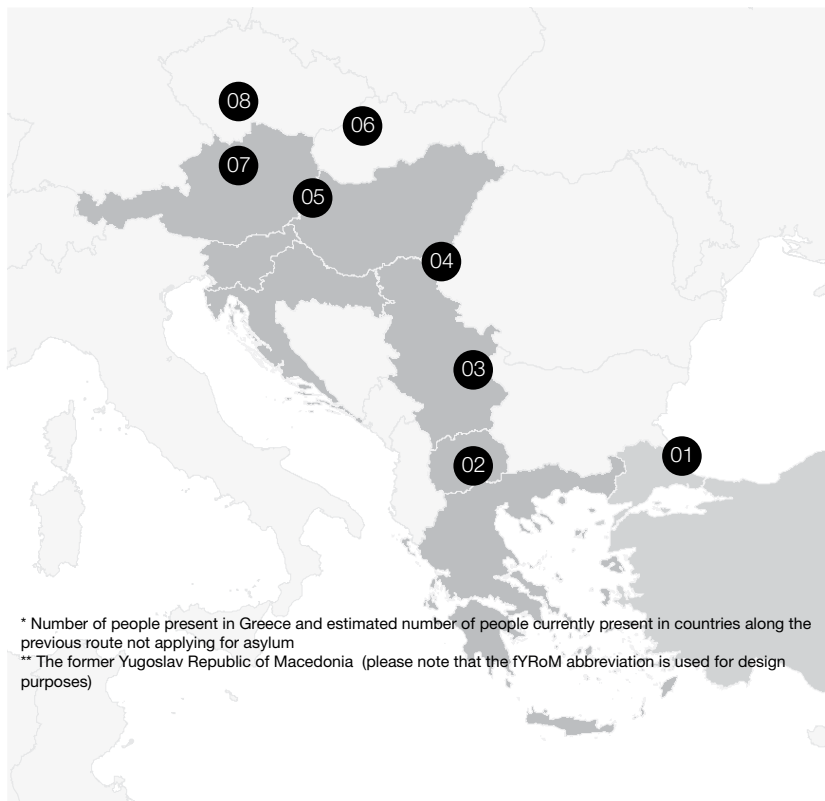 08
06
07
05
04
03
01
02
* Number of people present in Greece and estimated number of people currently present in countries along the
previous route not applying for asylum
** The former Yugoslav Republic of Macedonia (please note that the fYRoM abbreviation is used for design
purposes)